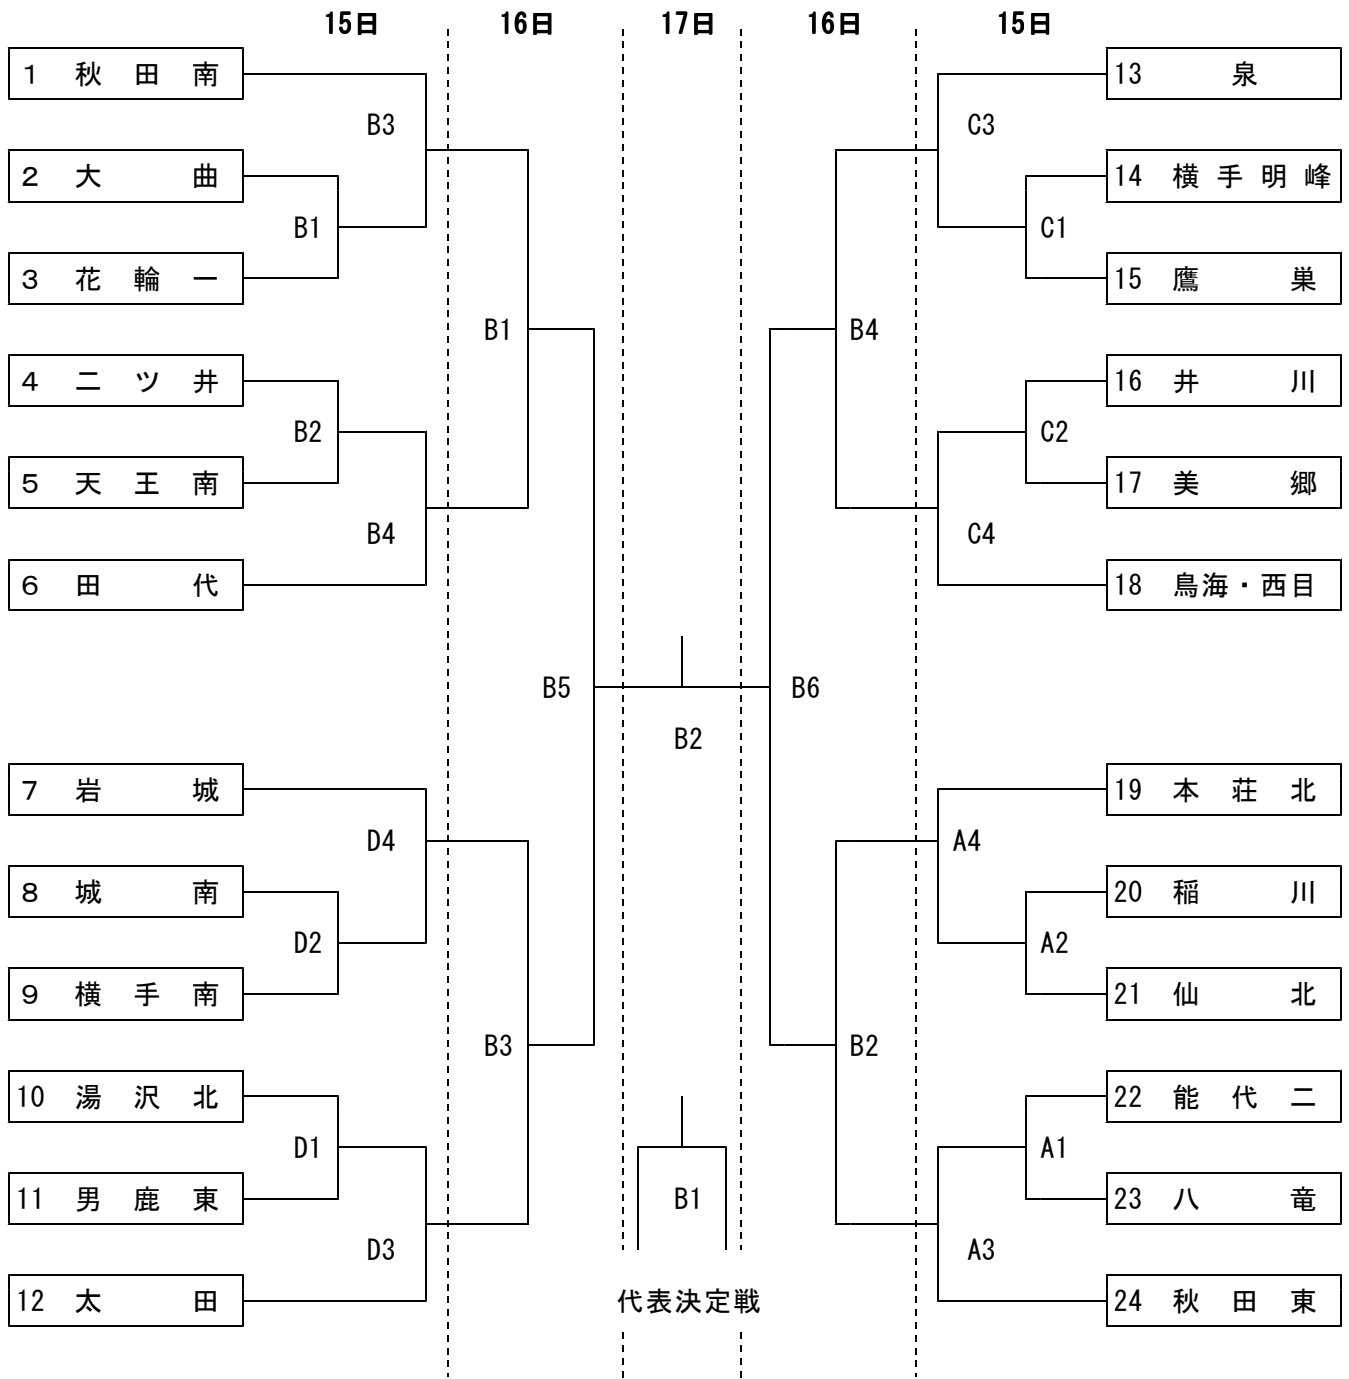 15日 16日 17日 16日 15日
1 秋田南 13 泉
B3 C3
2 大曲 14 横手明峰
B1 C1
3 花輪一 15 鷹巣
B1 B4
4 二ツ井 16 井川
B2 C2
5 天王南 17 美郷
B4 C4
6 田代 18 鳥海・西目
B5 B6
B2
7 岩城 19 本荘北
D4 A4
8 城南 20 稲川
D2 A2
9 横手南 21 仙北
B3 B2
10 湯沢北 22 能代二
D1 A1
11 男鹿東 B1 23 八竜
D3 A3
12 太田 代表決定戦 24 秋田東